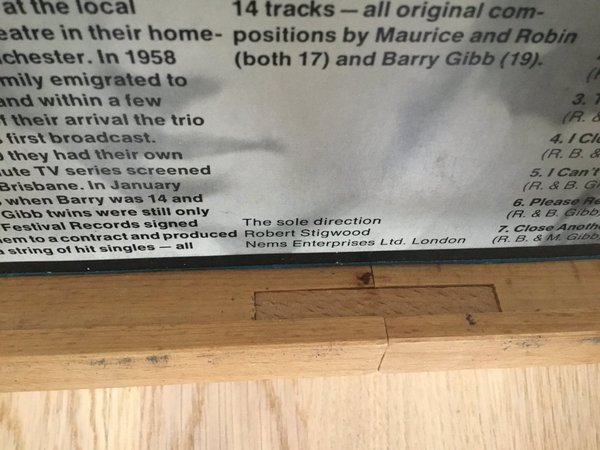 at the local
eatre in their home-
chester. In 1958
mily emigrated to
and within a few
f their arrival the trio
first broadcast.
they had their own
ute TV series screened
Brisbane. In January
when Barry was 14 and
Gibb twins were still only
Festival Records signed
em to a contract and produced
a string of hit singles — all
14 tracks — all original com-
positions by Maurice and Robin
(both 17) and Barry Gibb (19).
The sole direction
Robert Stigwood
Nems Enterprises Ltd. London
3. T
(R. &
4. I Clo
(R. B. &
5. I Can't
(R. & B. G
6. Please Re
(R. & B. Gibb
7. Close Anoth
(R. B. & M. Gibb